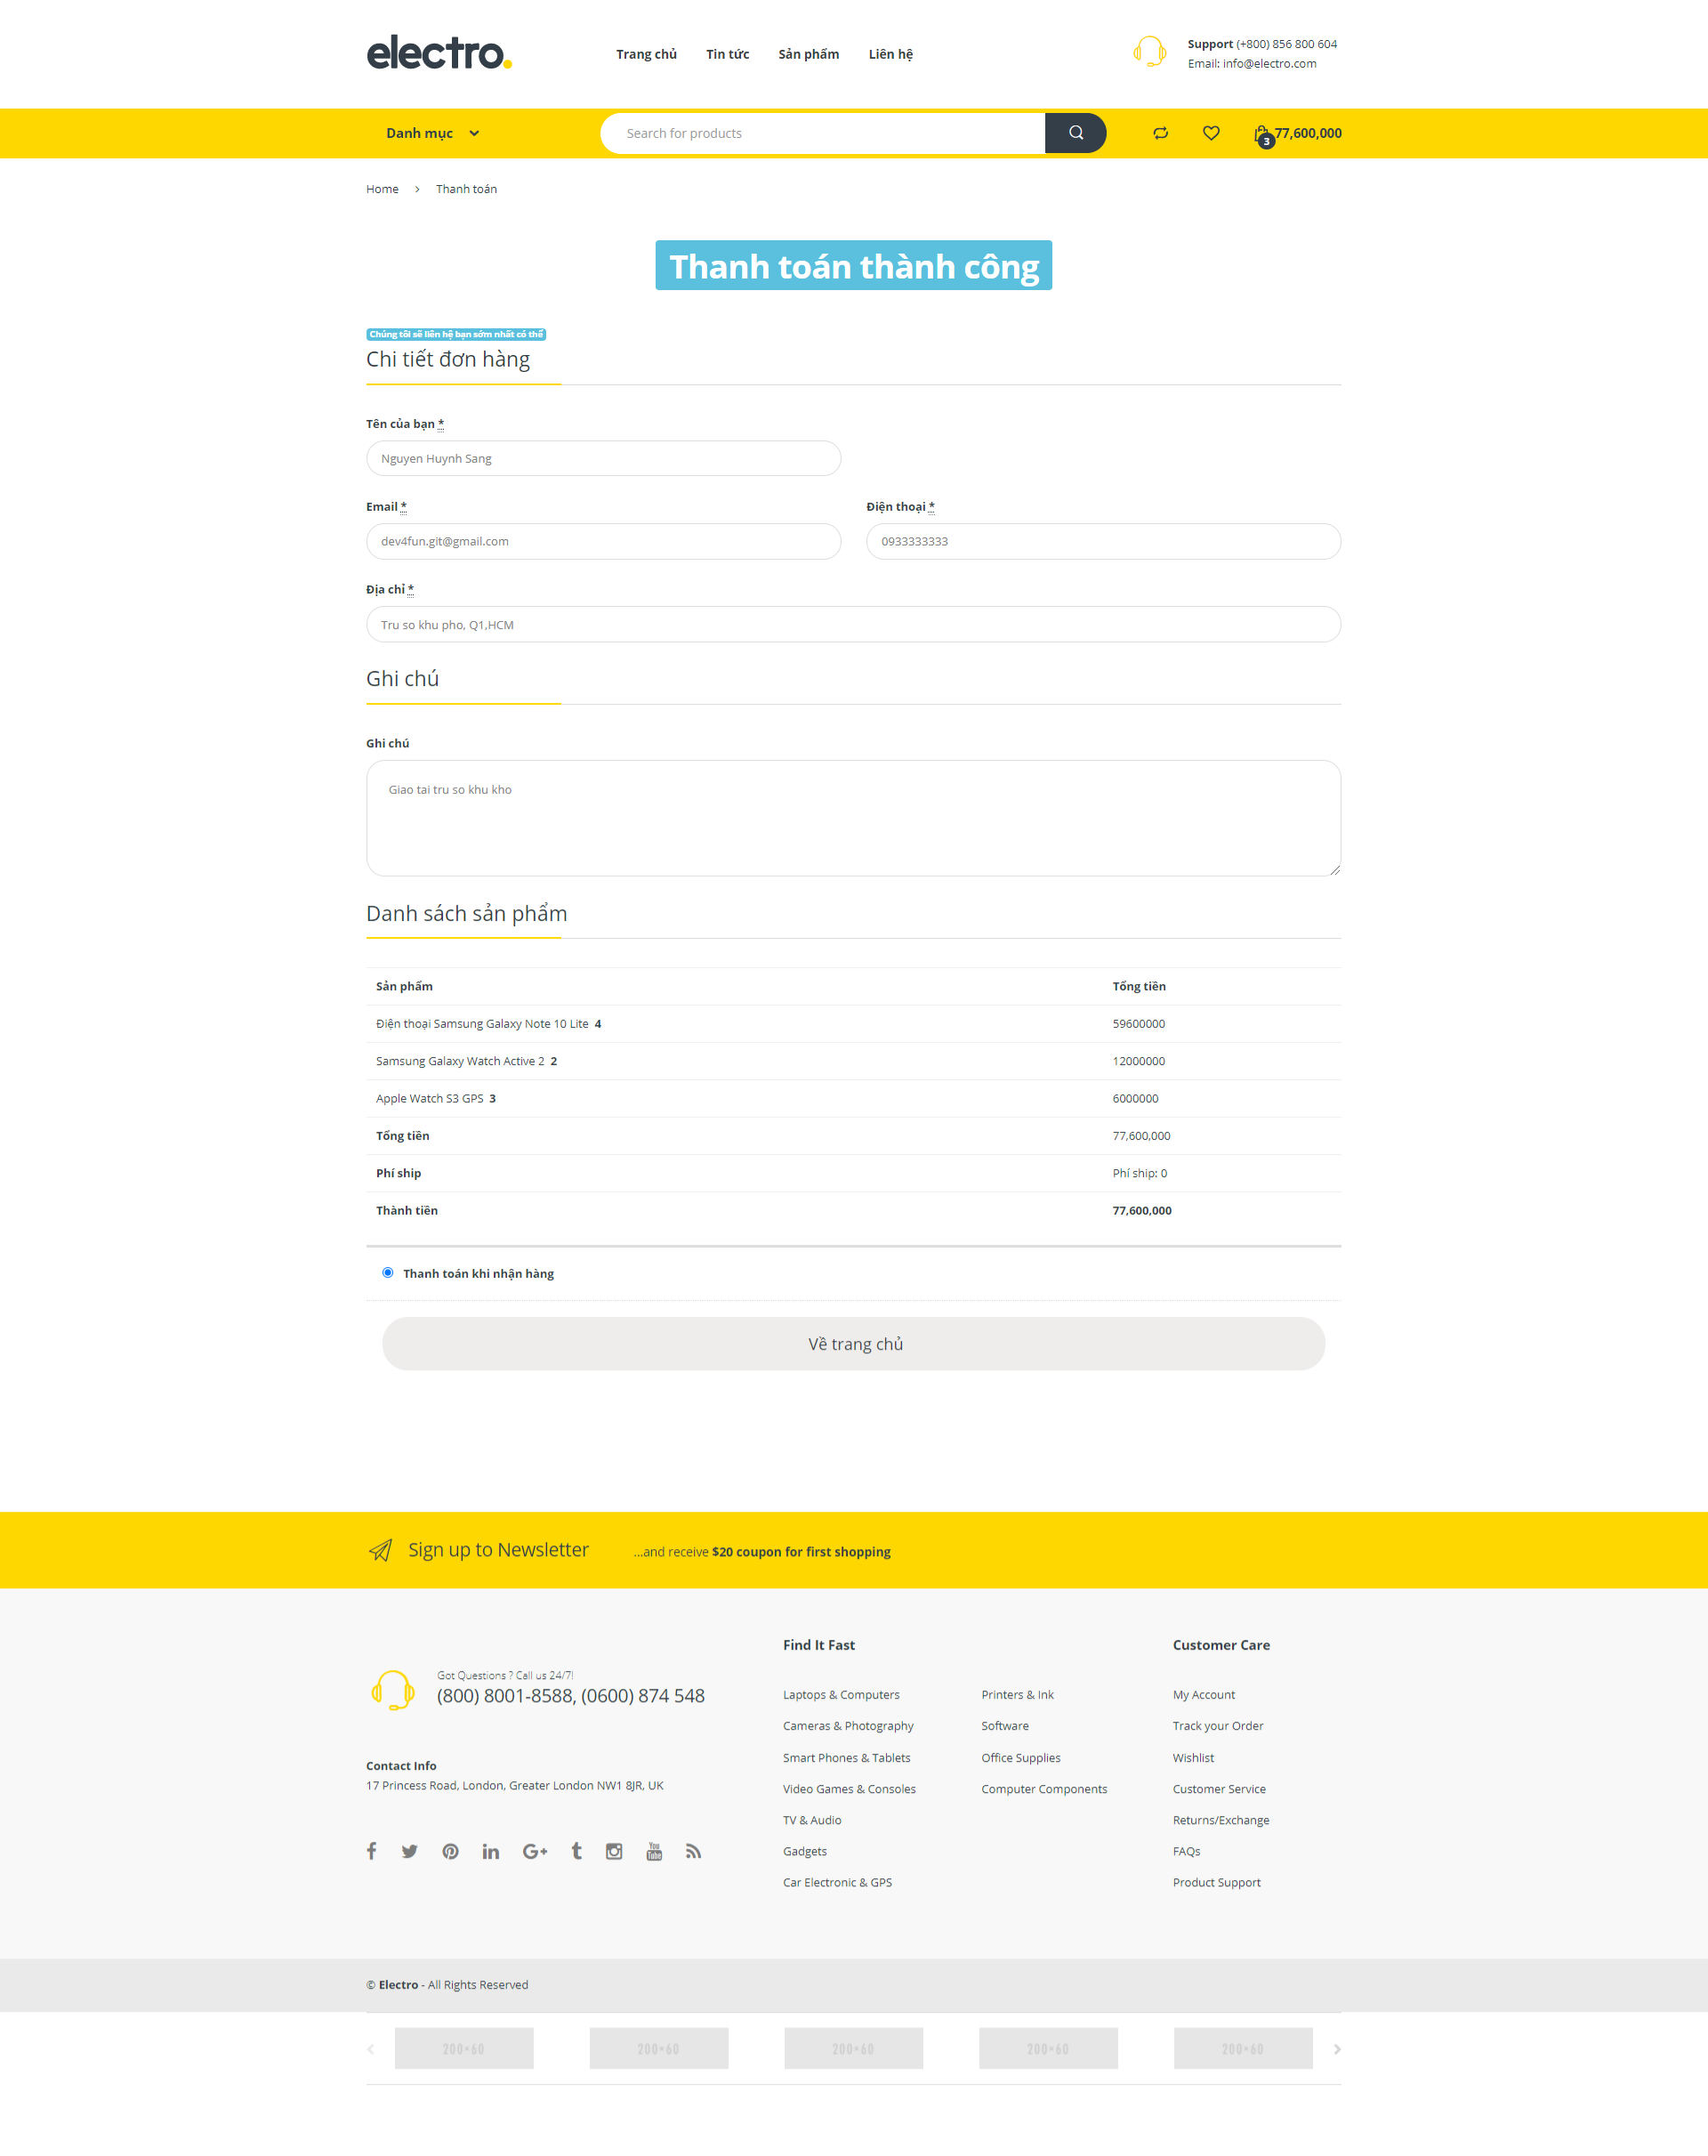 electro.
Trang chủ Tin tức Sản phẩm Liên hệ
Support (+800) 856 800 604
Email: info@electro.com
Danh mục
Search for products
3 77,600,000
Home Thanh toán
Thanh toán thành công
Chúng tôi sẽ liên hệ bạn sớm nhất có thể
Chi tiết đơn hàng
Tên của bạn *
Nguyen Huynh Sang
Email * Điện thoại *
dev4fun.git@gmail.com 0933333333
Địa chỉ *
Tru so khu pho, Q1,HCM
Ghi chú
Ghi chú
Giao tai tru so khu kho
Danh sách sản phẩm
Sản phẩm Tổng tiền
Điện thoại Samsung Galaxy Note 10 Lite 4 59600000
Samsung Galaxy Watch Active 2 2 12000000
Apple Watch S3 GPS 3 6000000
Tổng tiền 77,600,000
Phí ship Phí ship: 0
Thành tiền 77,600,000
Thanh toán khi nhận hàng
Về trang chủ
Sign up to Newsletter ...and receive $20 coupon for first shopping
Got Questions ? Call us 24/7!
(800) 8001-8588, (0600) 874 548
Contact Info
17 Princess Road, London, Greater London NW1 8JR, UK
Find It Fast
Laptops & Computers
Cameras & Photography
Smart Phones & Tablets
Video Games & Consoles
TV & Audio
Gadgets
Car Electronic & GPS
Printers & Ink
Software
Office Supplies
Computer Components
Customer Care
My Account
Track your Order
Wishlist
Customer Service
Returns/Exchange
FAQs
Product Support
© Electro - All Rights Reserved
200×60 200×60 200×60 200×60 200×60